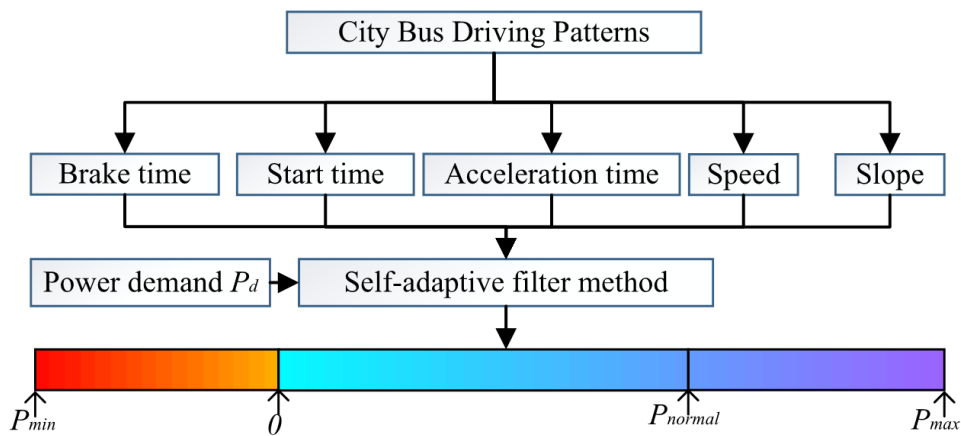 City Bus Driving Patterns
Brake time Start time Acceleration time Speed Slope
Power demand Pd Self-adaptive filter method
Pmin 0 Pnormal Pmax